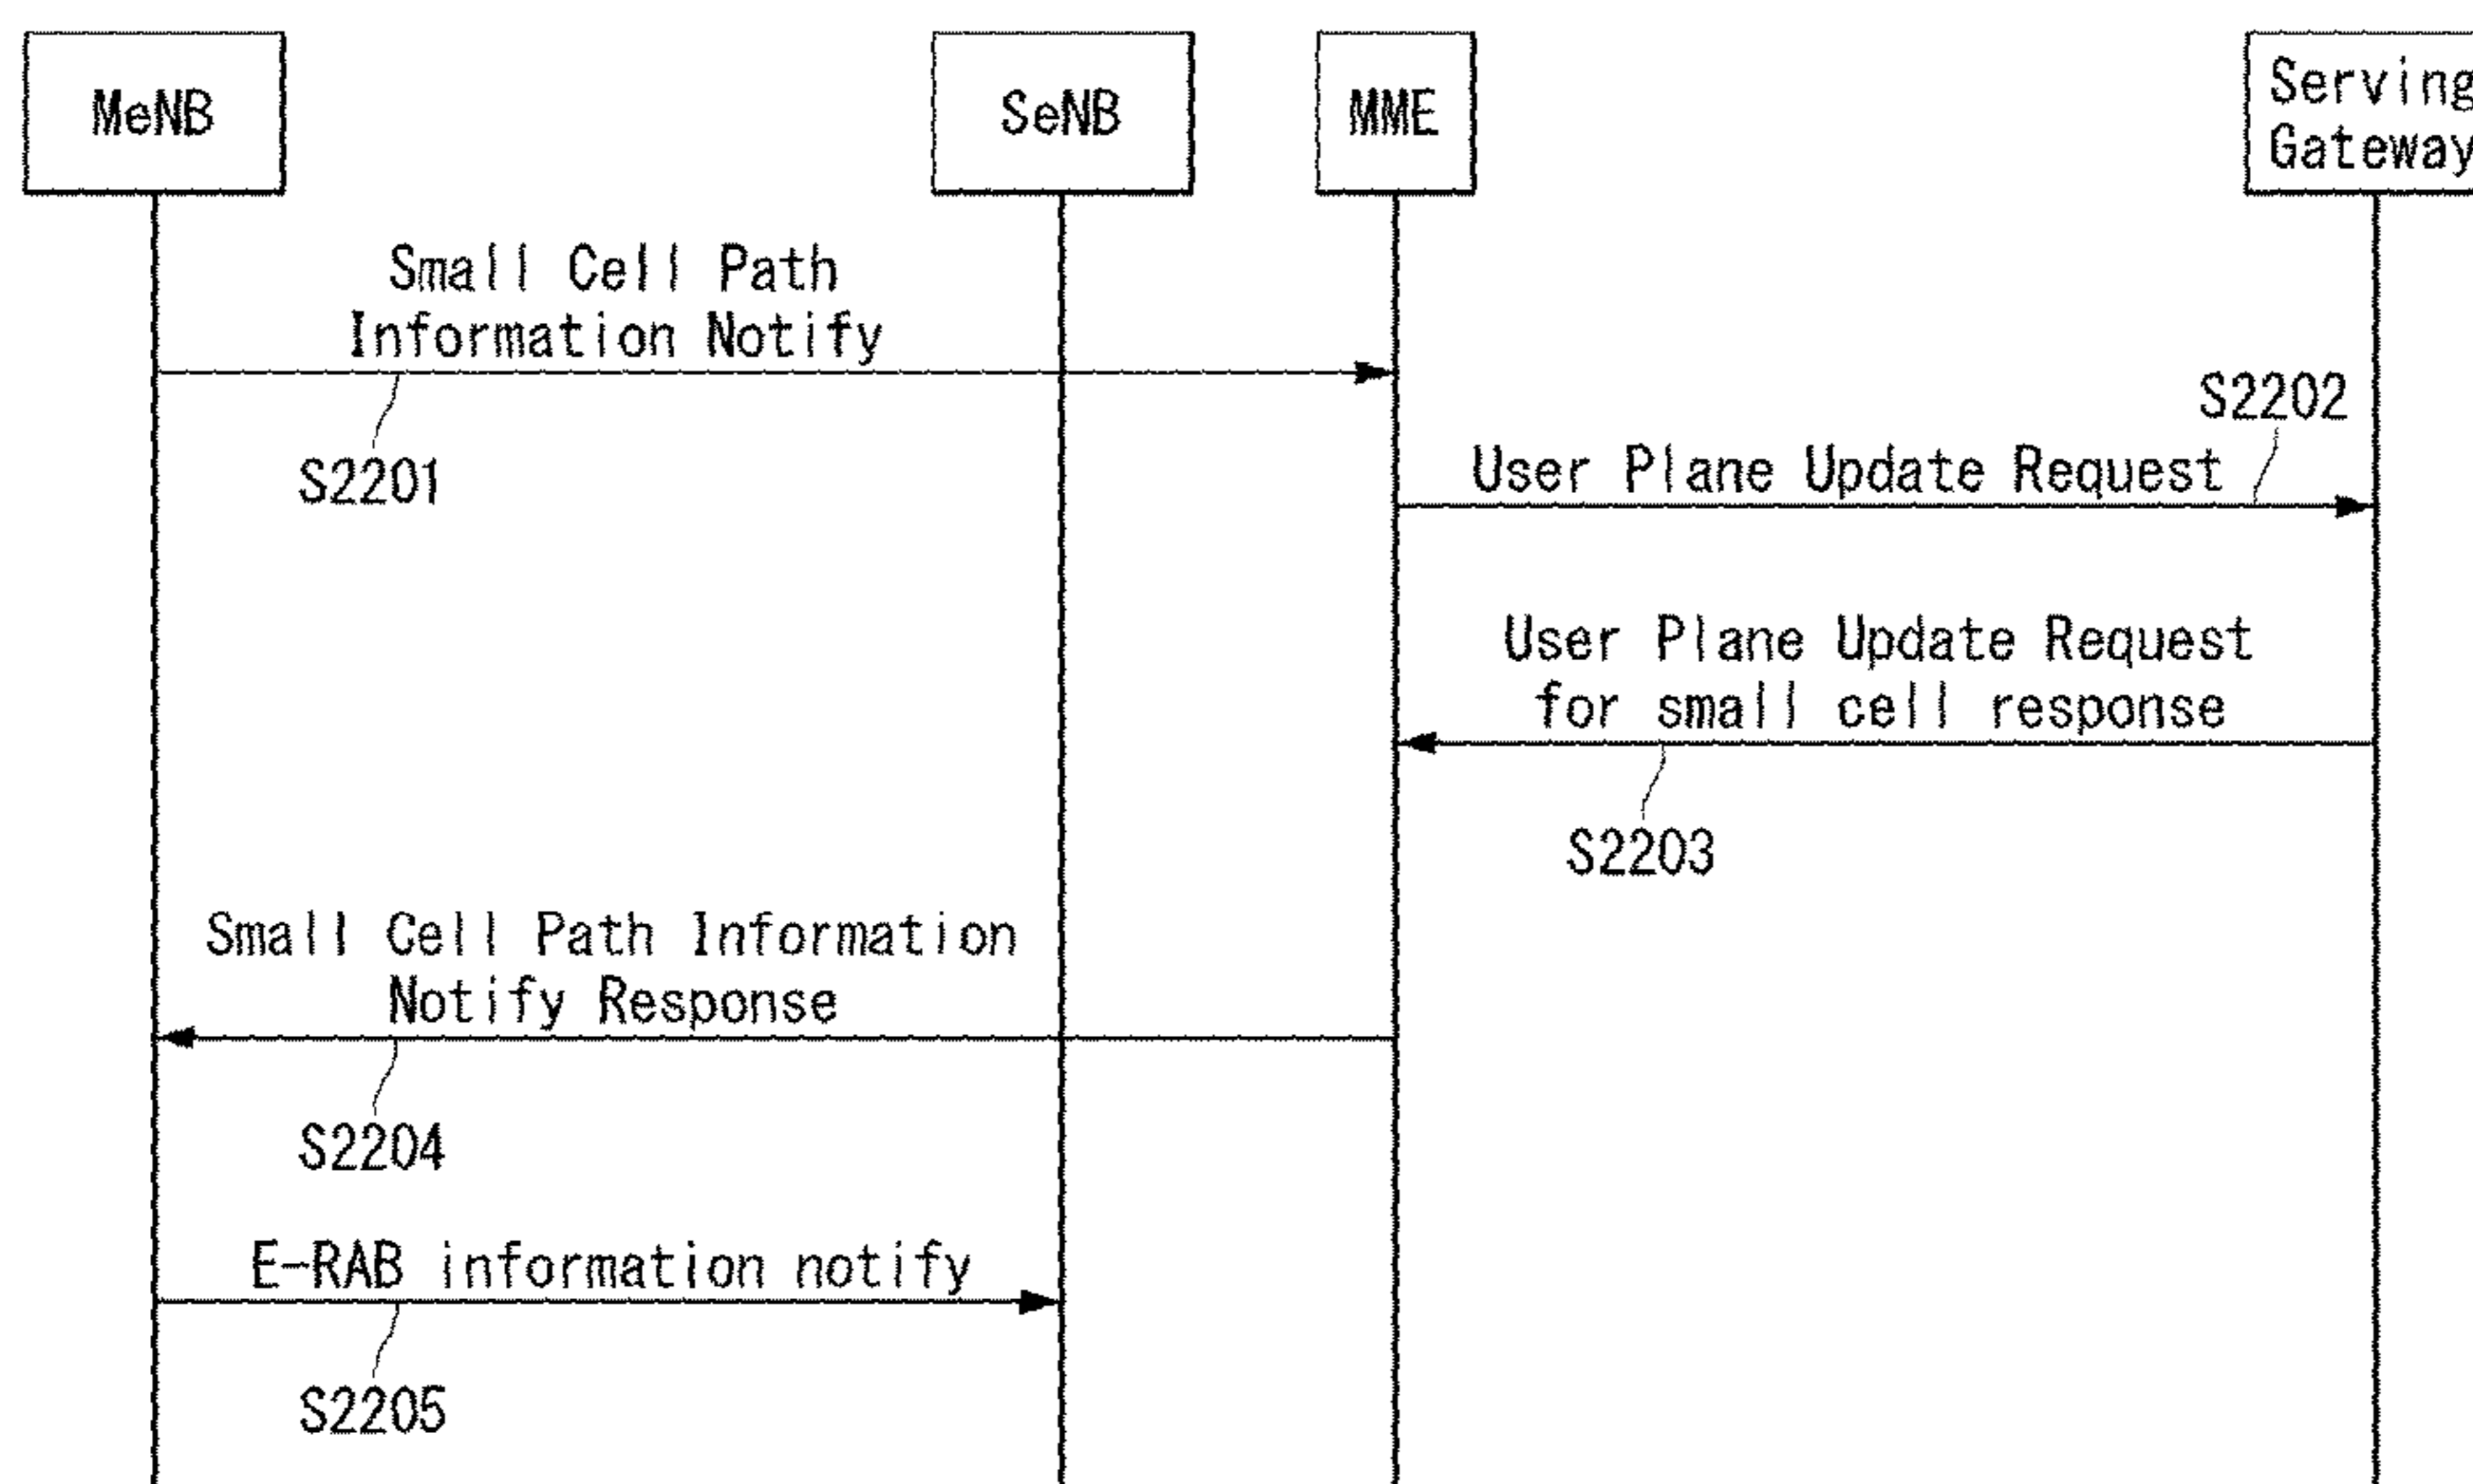 MeNB
SeNB
MME
Serving
Gateway
Small Cell Path
Information Notify
S2201
S2202
User Plane Update Request
User Plane Update Request
for small cell response
S2203
Small Cell Path Information
Notify Response
S2204
E-RAB information notify
S2205